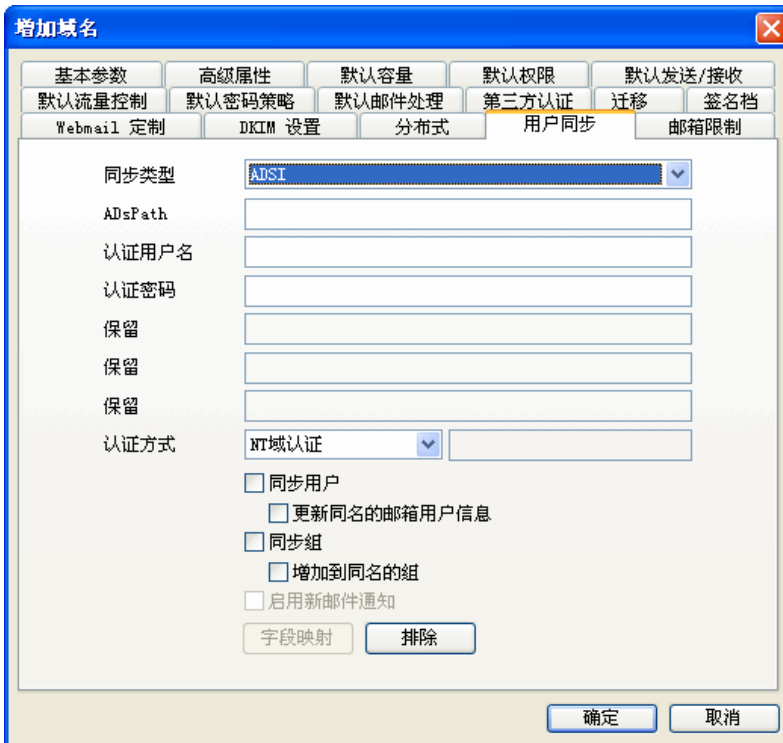 增加域名
基本参数 高级属性 默认容量 默认权限 默认发送/接收
默认流量控制 默认密码策略 默认邮件处理 第三方认证 迁移 签名档
Webmail 定制 DKIM 设置 分布式 用户同步 邮箱限制
同步类型 ADSI
ADsPath
认证用户名
认证密码
保留
保留
保留
认证方式 NT域认证
同步用户
更新同名的邮箱用户信息
同步组
增加到同名的组
启用新邮件通知
字段映射 排除
确定 取消